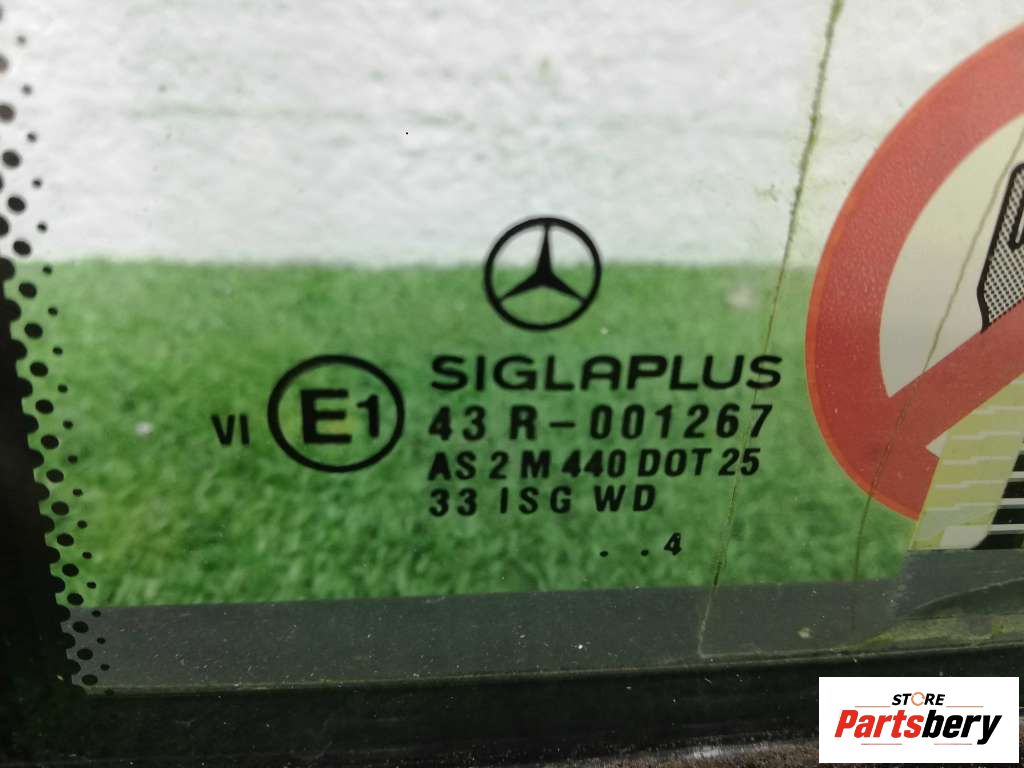 SIGLAPLUS
VI E1 43 R-001267
AS 2 M 440 DOT 25
33 ISG WD
. . 4
STORE
Partsbery